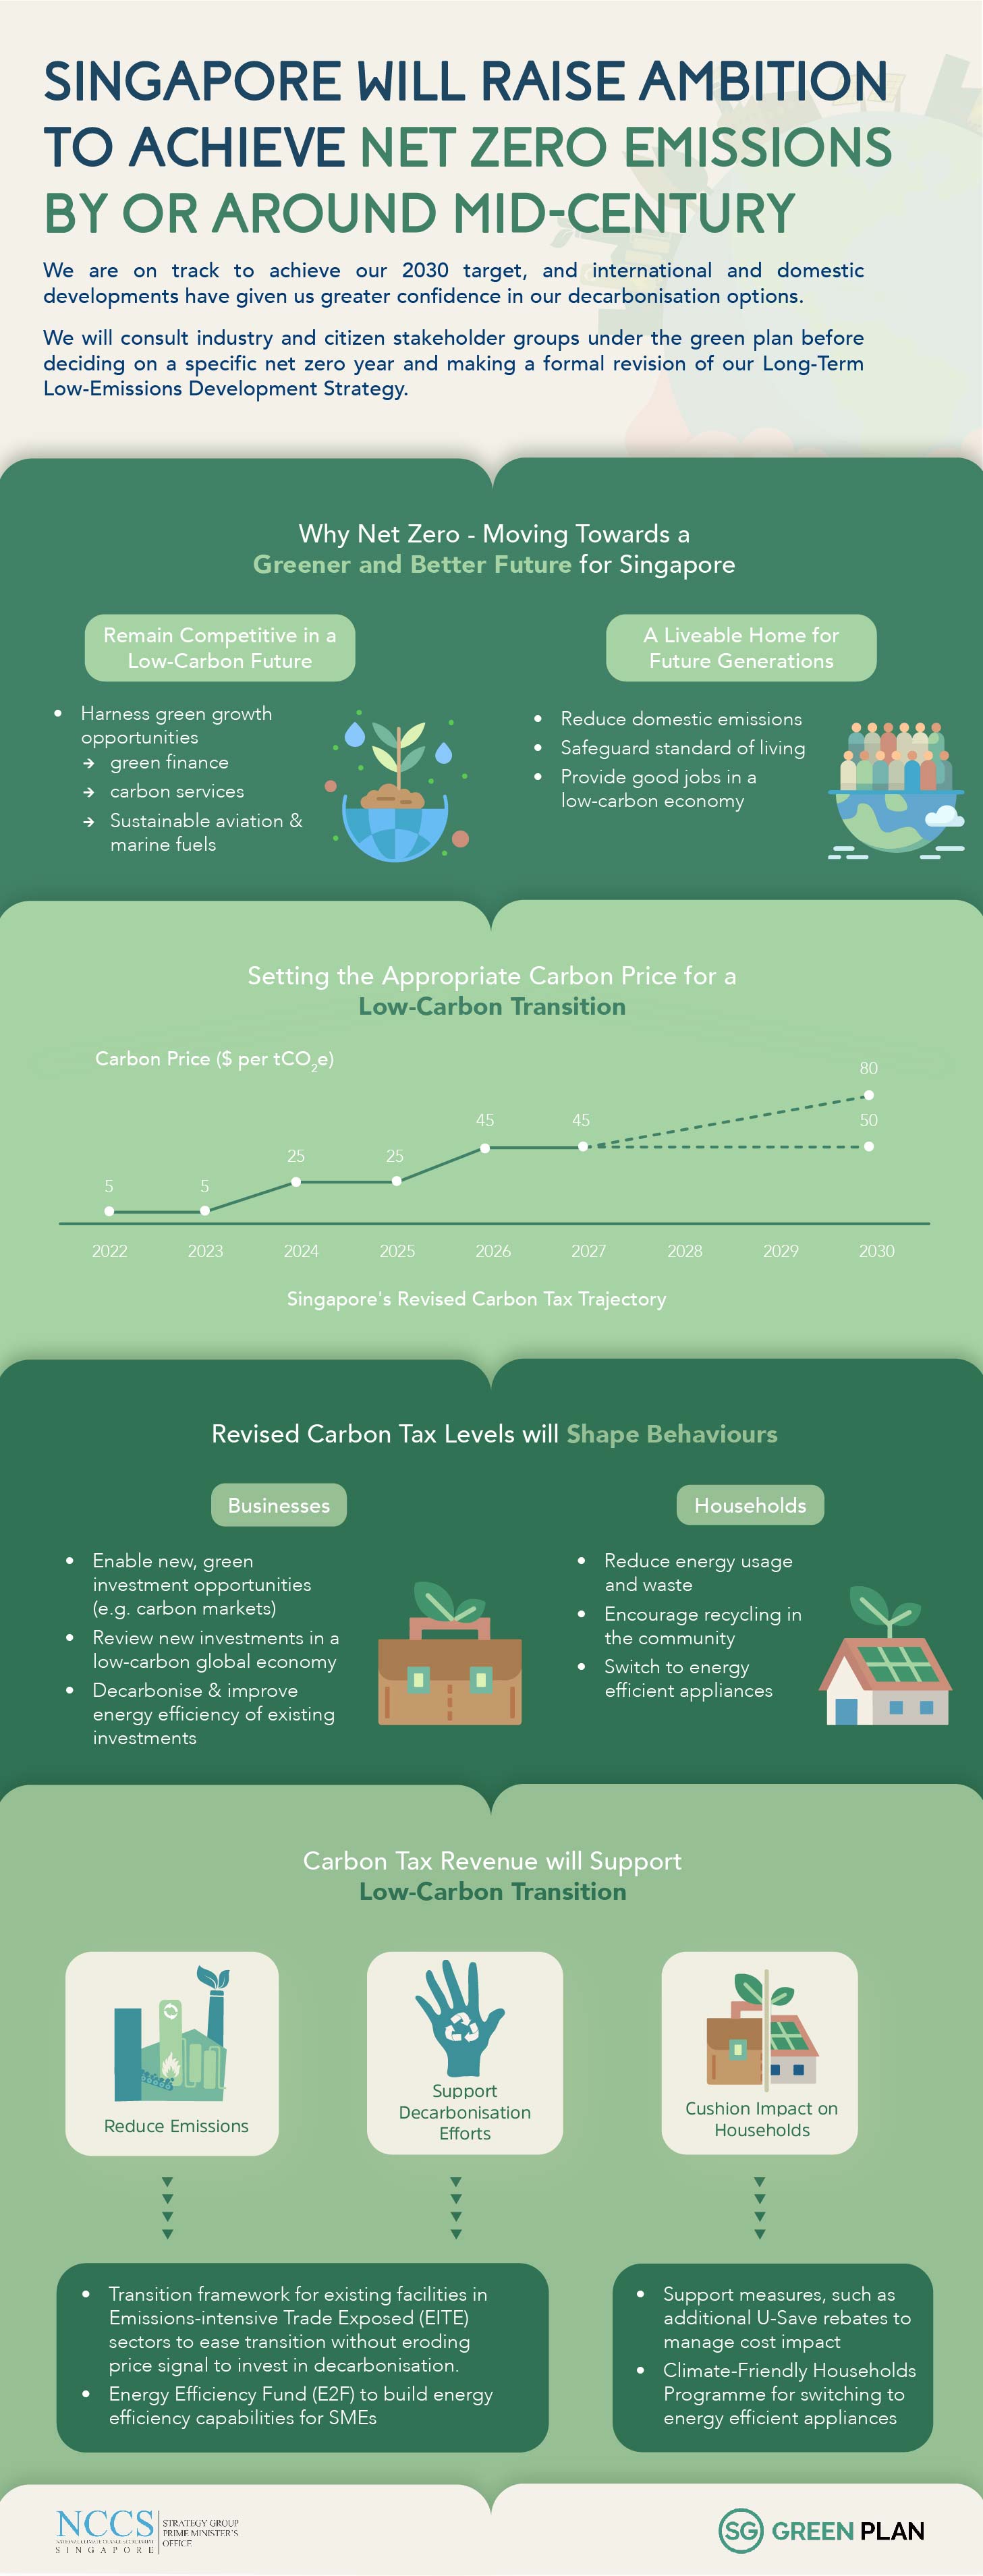 SINGAPORE WILL RAISE AMBITION
TO ACHIEVE NET ZERO EMISSIONS
BY OR AROUND MID-CENTURY
We are on track to achieve our 2030 target, and international and domestic
developments have given us greater confidence in our decarbonisation options.
We will consult industry and citizen stakeholder groups under the green plan before
deciding on a specific net zero year and making a formal revision of our Long-Term
Low-Emissions Development Strategy.
Why Net Zero - Moving Towards a
Greener and Better Future for Singapore
Remain Competitive in a
Low-Carbon Future
• Harness green growth
opportunities
→ green finance
→ carbon services
→ Sustainable aviation &
marine fuels
A Liveable Home for
Future Generations
• Reduce domestic emissions
• Safeguard standard of living
• Provide good jobs in a
low-carbon economy
Setting the Appropriate Carbon Price for a
Low-Carbon Transition
Carbon Price ($ per tCO₂e)
5 5 25 25 45 45 80 50
2022 2023 2024 2025 2026 2027 2028 2029 2030
Singapore's Revised Carbon Tax Trajectory
Revised Carbon Tax Levels will Shape Behaviours
Businesses
• Enable new, green
investment opportunities
(e.g. carbon markets)
• Review new investments in a
low-carbon global economy
• Decarbonise & improve
energy efficiency of existing
investments
Households
• Reduce energy usage
and waste
• Encourage recycling in
the community
• Switch to energy
efficient appliances
Carbon Tax Revenue will Support
Low-Carbon Transition
Reduce Emissions
Support
Decarbonisation
Efforts
Cushion Impact on
Households
• Transition framework for existing facilities in
Emissions-intensive Trade Exposed (EITE)
sectors to ease transition without eroding
price signal to invest in decarbonisation.
• Energy Efficiency Fund (E2F) to build energy
efficiency capabilities for SMEs
• Support measures, such as
additional U-Save rebates to
manage cost impact
• Climate-Friendly Households
Programme for switching to
energy efficient appliances
NCCS
SINGAPORE
STRATEGY GROUP
PRIME MINISTER'S
OFFICE
SG GREEN PLAN